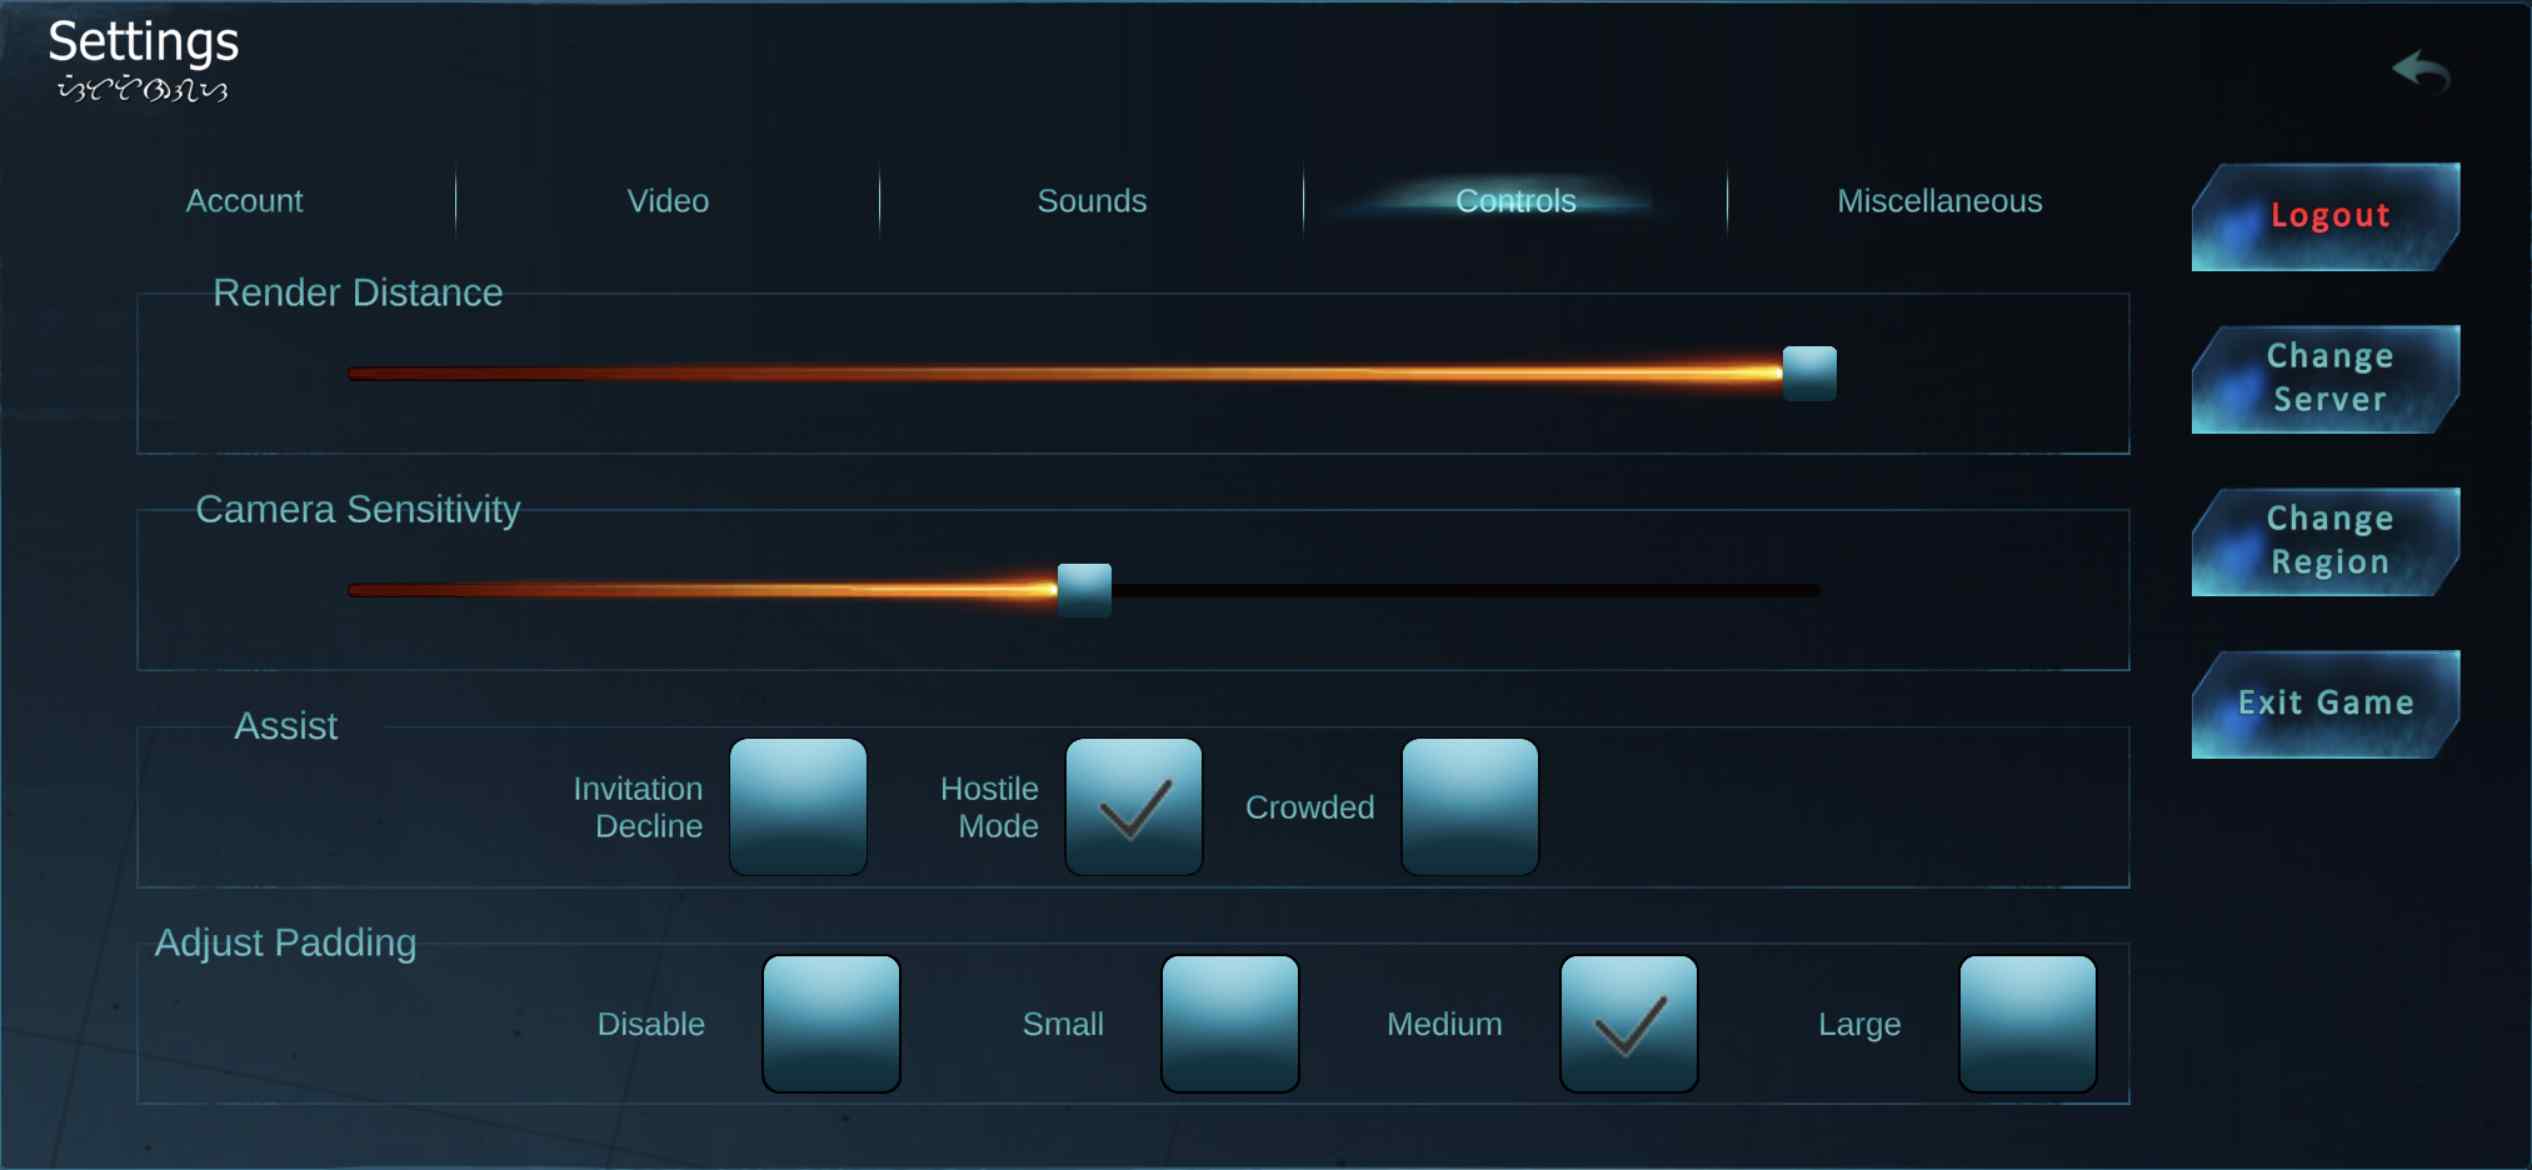 Settings
Account
Video
Sounds
Controls
Miscellaneous
Logout
Render Distance
Change
Server
Camera Sensitivity
Change
Region
Exit Game
Assist
Invitation
Decline
Hostile
Mode
Crowded
Adjust Padding
Disable
Small
Medium
Large